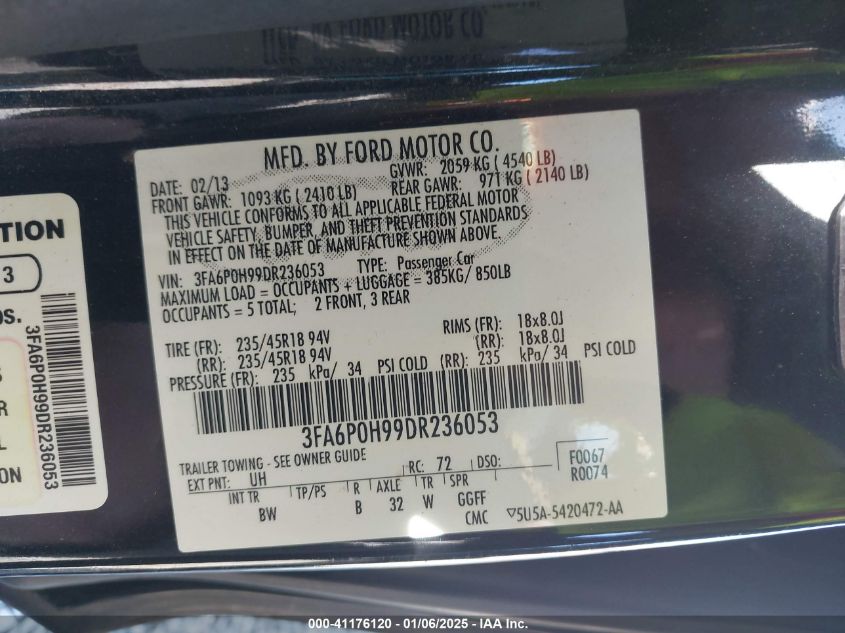 MFD. BY FORD MOTOR CO.
DATE: 02/13 GVWR: 2059 KG ( 4540 LB)
FRONT GAWR: 1093 KG ( 2410 LB) REAR GAWR: 971 KG ( 2140 LB)
THIS VEHICLE CONFORMS TO ALL APPLICABLE FEDERAL MOTOR
VEHICLE SAFETY, BUMPER, AND THEFT PREVENTION STANDARDS
IN EFFECT ON THE DATE OF MANUFACTURE SHOWN ABOVE.
VIN: 3FA6P0H99DR236053 TYPE: Passenger Car
MAXIMUM LOAD = OCCUPANTS + LUGGAGE = 385KG/ 850LB
OCCUPANTS = 5 TOTAL; 2 FRONT, 3 REAR
TIRE (FR): 235/45R18 94V RIMS (FR): 18x8.0J
(RR): 235/45R18 94V (RR): 18x8.0J
PRESSURE (FR): 235 kPa/ 34 PSI COLD (RR): 235 kPa/ 34 PSI COLD
3FA6P0H99DR236053
TRAILER TOWING - SEE OWNER GUIDE
EXT PNT: UH RC: 72 DSO: F0067
R0074
INT TR TP/PS R AXLE TR SPR
BW B 32 W GGFF
CMC ▽5U5A-5420472-AA
TION
3
OS.
S
R
L
ON
3FA6P0H99DR236053
MFD. BY FORD MOTOR CO
000-41176120 - 01/06/2025 - IAA Inc.